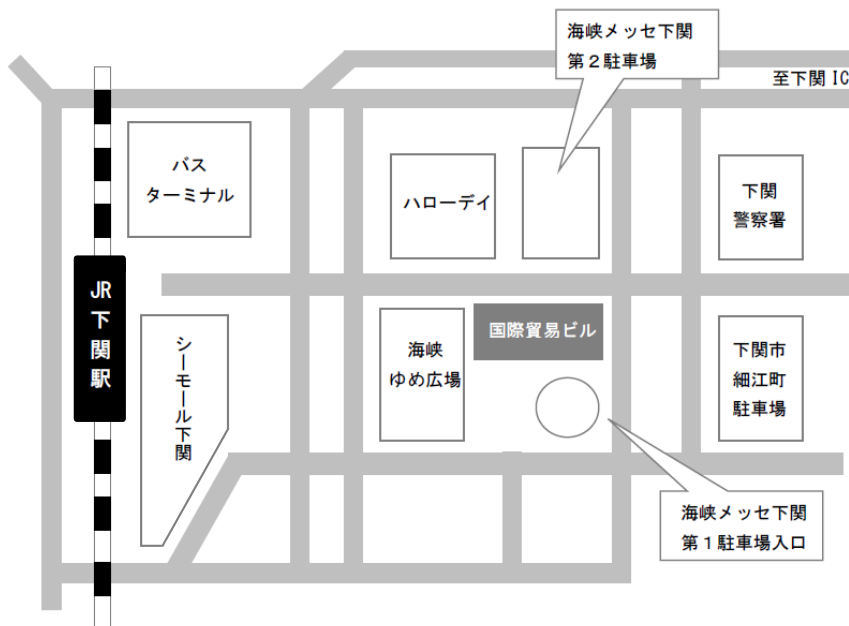 海峡メッセ下関
第２駐車場
至下関 IC
バス
ターミナル
ハローデイ
下関
警察署
JR下関駅
シーモール下関
海峡
ゆめ広場
国際貿易ビル
下関市
細江町
駐車場
海峡メッセ下関
第１駐車場入口